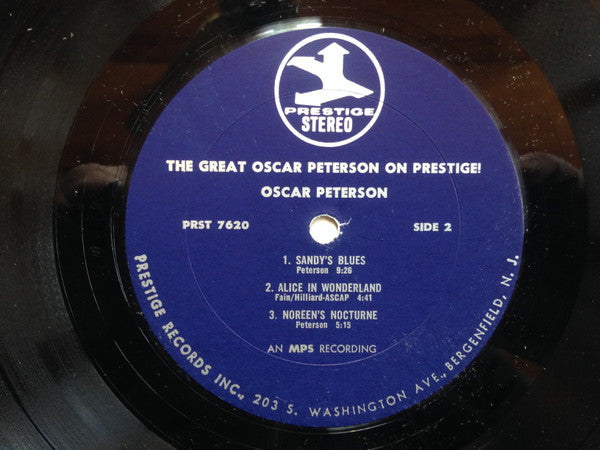 PRESTIGE
STEREO
THE GREAT OSCAR PETERSON ON PRESTIGE!
OSCAR PETERSON
PRST 7620 SIDE 2
1. SANDY'S BLUES
Peterson 9:26
2. ALICE IN WONDERLAND
Fain/Hilliard-ASCAP 4:41
3. NOREEN'S NOCTURNE
Peterson 5:15
AN MPS RECORDING
PRESTIGE RECORDS INC., 203 S. WASHINGTON AVE., BERGENFIELD, N. J.